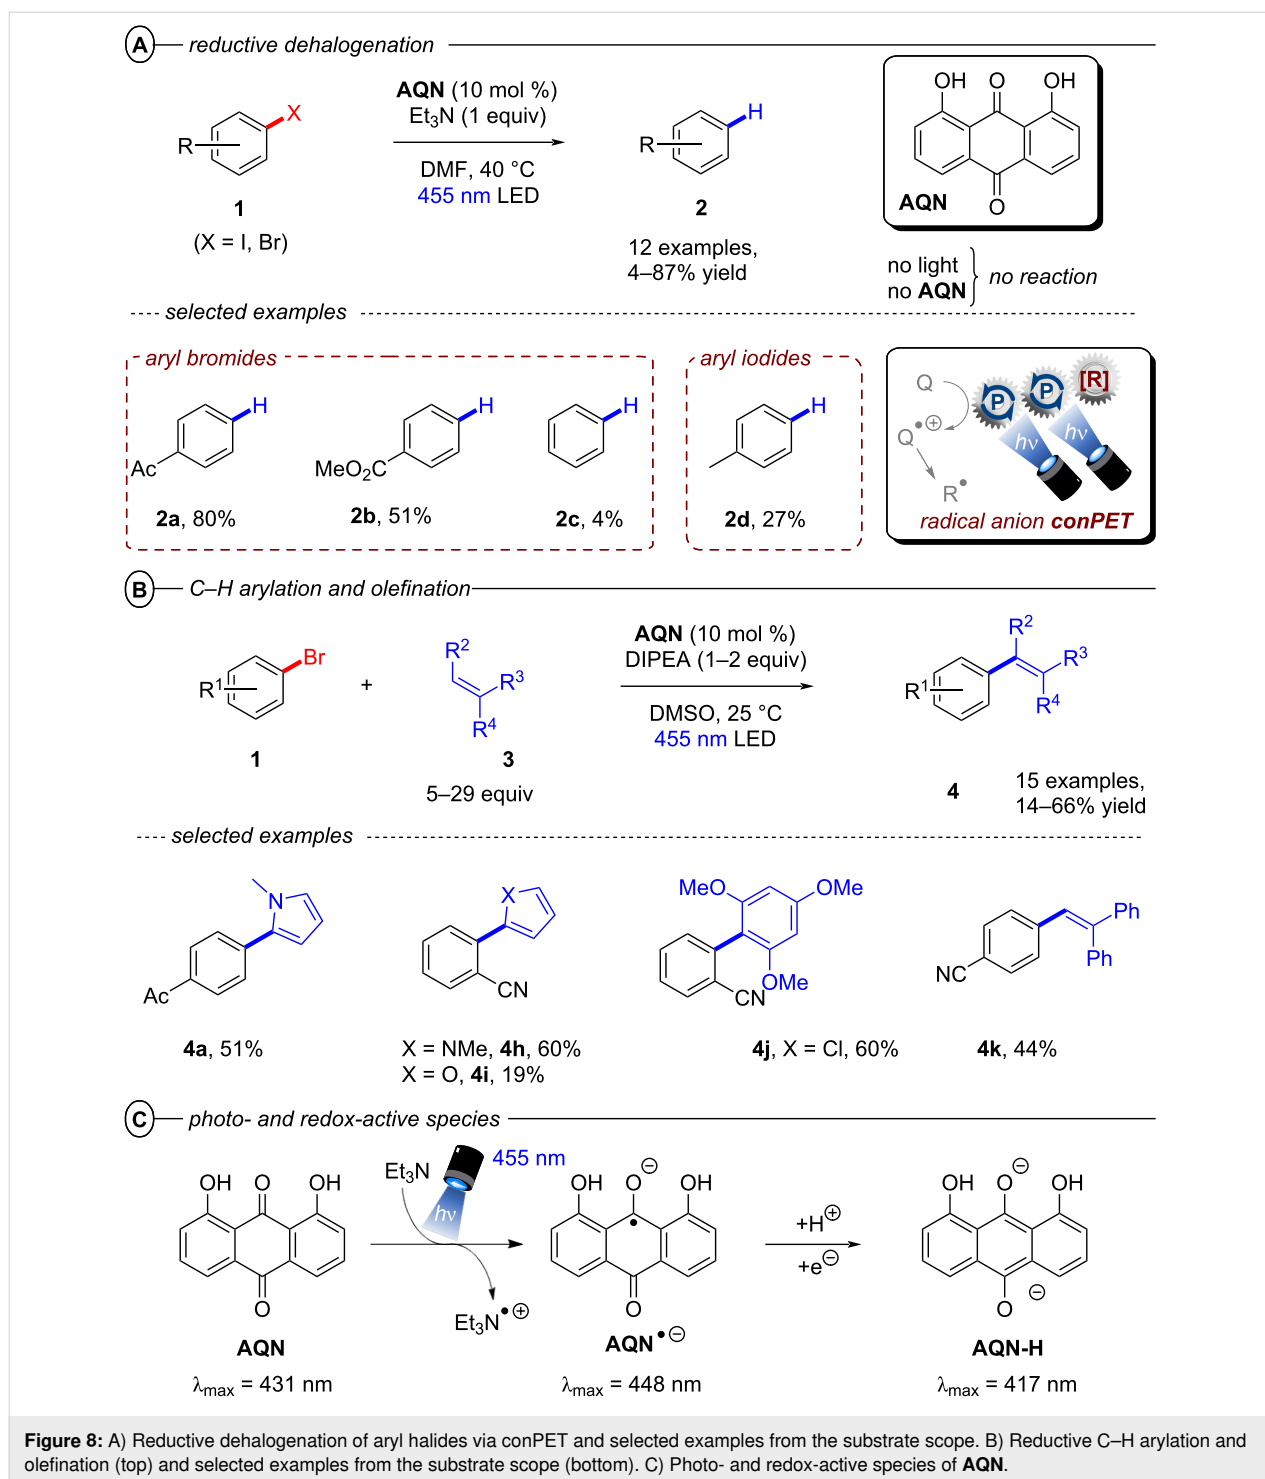 A reductive dehalogenation
X
R
1
(X = I, Br)
AQN (10 mol %)
Et₃N (1 equiv)
DMF, 40 °C
455 nm LED
H
R
2
12 examples,
4–87% yield
OH O OH
O
AQN
no light
no AQN
no reaction
selected examples
aryl bromides
H
Ac
2a, 80%
H
MeO₂C
2b, 51%
H
2c, 4%
aryl iodides
H
2d, 27%
Q
P P [R]
Q•⊕
hν hν
R•
radical anion conPET
B C–H arylation and olefination
Br
R¹
1
+
R²
R³
R⁴
3
5–29 equiv
AQN (10 mol %)
DIPEA (1–2 equiv)
DMSO, 25 °C
455 nm LED
R²
R³
R¹
R⁴
4
15 examples,
14–66% yield
selected examples
N
Ac
4a, 51%
X
CN
X = NMe, 4h, 60%
X = O, 4i, 19%
MeO OMe
CN OMe
4j, X = Cl, 60%
Ph
Ph
NC
4k, 44%
C photo- and redox-active species
OH O OH
O
AQN
λmax = 431 nm
Et₃N
455 nm
hν
Et₃N•⊕
⊖
OH O OH
•
O
AQN•⊖
λmax = 448 nm
+H⊕
+e⊖
⊖
OH O OH
O ⊖
AQN-H
λmax = 417 nm
Figure 8: A) Reductive dehalogenation of aryl halides via conPET and selected examples from the substrate scope. B) Reductive C–H arylation and
olefination (top) and selected examples from the substrate scope (bottom). C) Photo- and redox-active species of AQN.